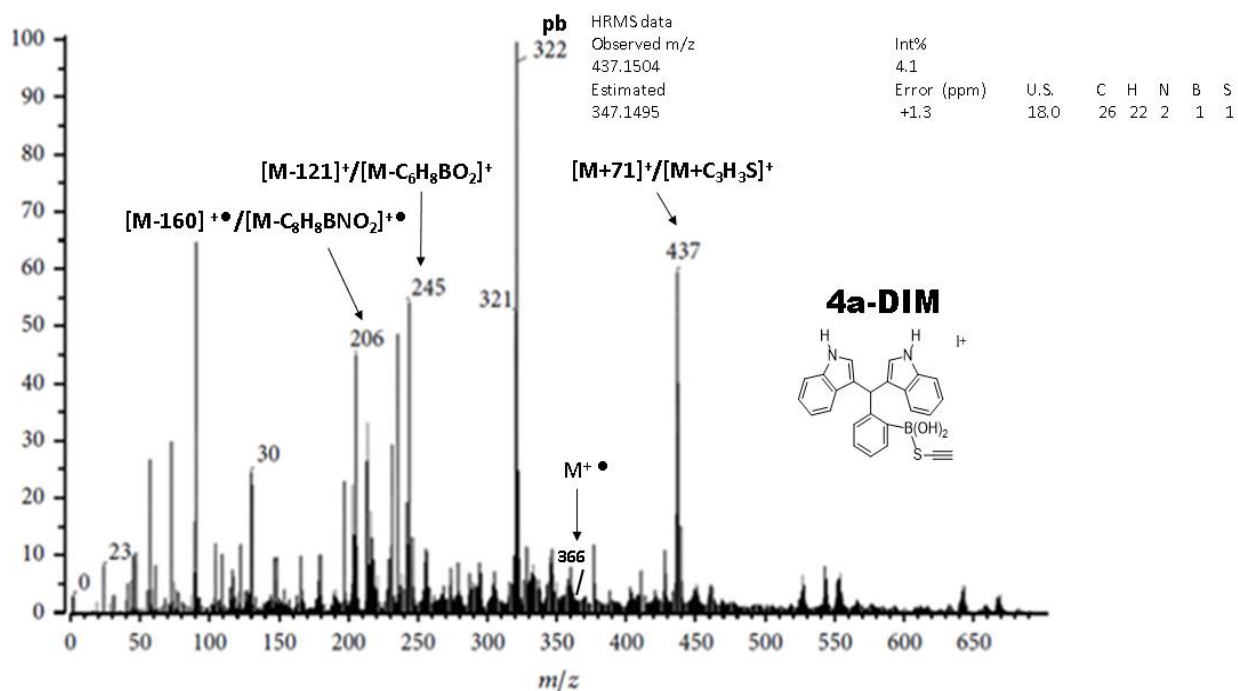 pb
HRMS data
Observed m/z Int%
437.1504 4.1
Estimated Error (ppm) U.S. C H N B S
347.1495 +1.3 18.0 26 22 2 1 1
100
90
80
70
60
50
40
30
20
10
0
322
[M-121]⁺/[M-C₆H₈BO₂]⁺
[M+71]⁺/[M+C₃H₃S]⁺
[M-160]⁺•/[M-C₈H₈BNO₂]⁺•
437
245
321
206
30
M⁺•
366
23
0
4a-DIM
H H
N N
]⁺
B(OH)₂
S
0 50 100 150 200 250 300 350 400 450 500 550 600 650
m/z